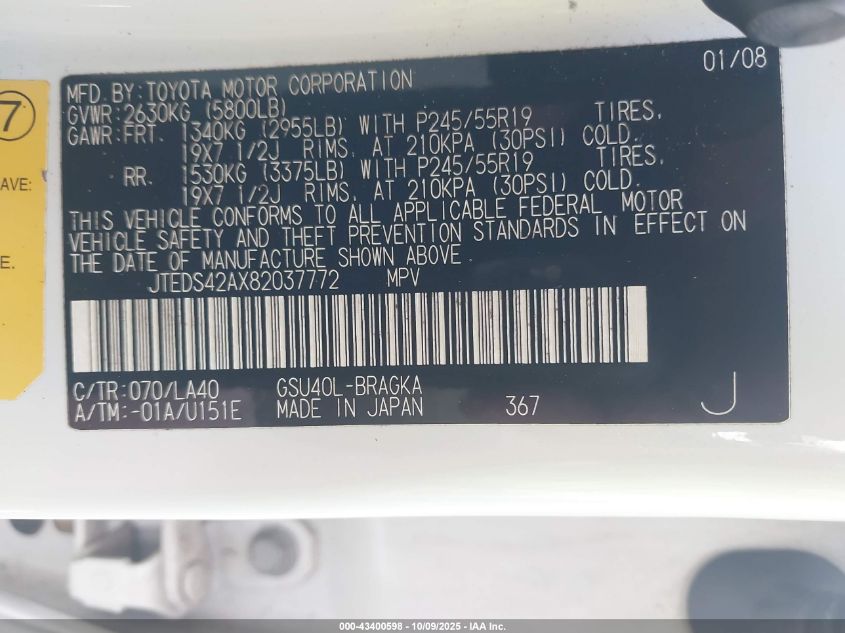 01/08
MFD. BY: TOYOTA MOTOR CORPORATION
GVWR: 2630KG (5800LB)
GAWR: FRT. 1340KG (2955LB) WITH P245/55R19 TIRES,
19X7 1/2J RIMS, AT 210KPA (30PSI) COLD.
RR. 1530KG (3375LB) WITH P245/55R19 TIRES,
19X7 1/2J RIMS, AT 210KPA (30PSI) COLD.
THIS VEHICLE CONFORMS TO ALL APPLICABLE FEDERAL MOTOR
VEHICLE SAFETY AND THEFT PREVENTION STANDARDS IN EFFECT ON
THE DATE OF MANUFACTURE SHOWN ABOVE.
JTEDS42AX82037772 MPV
C/TR: 070/LA40 GSU40L-BRAGKA
A/TM: -01A/U151E MADE IN JAPAN 367 J
7
AVE:
E.
000-43400598 - 10/09/2025 - IAA Inc.